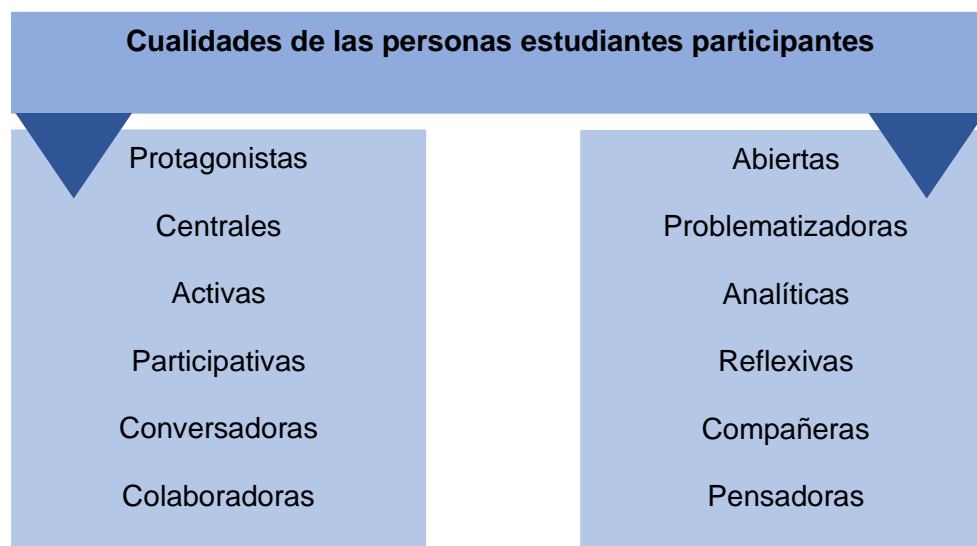 Cualidades de las personas estudiantes participantes
Protagonistas
Centrales
Activas
Participativas
Conversadoras
Colaboradoras
Abiertas
Problematizadoras
Analíticas
Reflexivas
Compañeras
Pensadoras